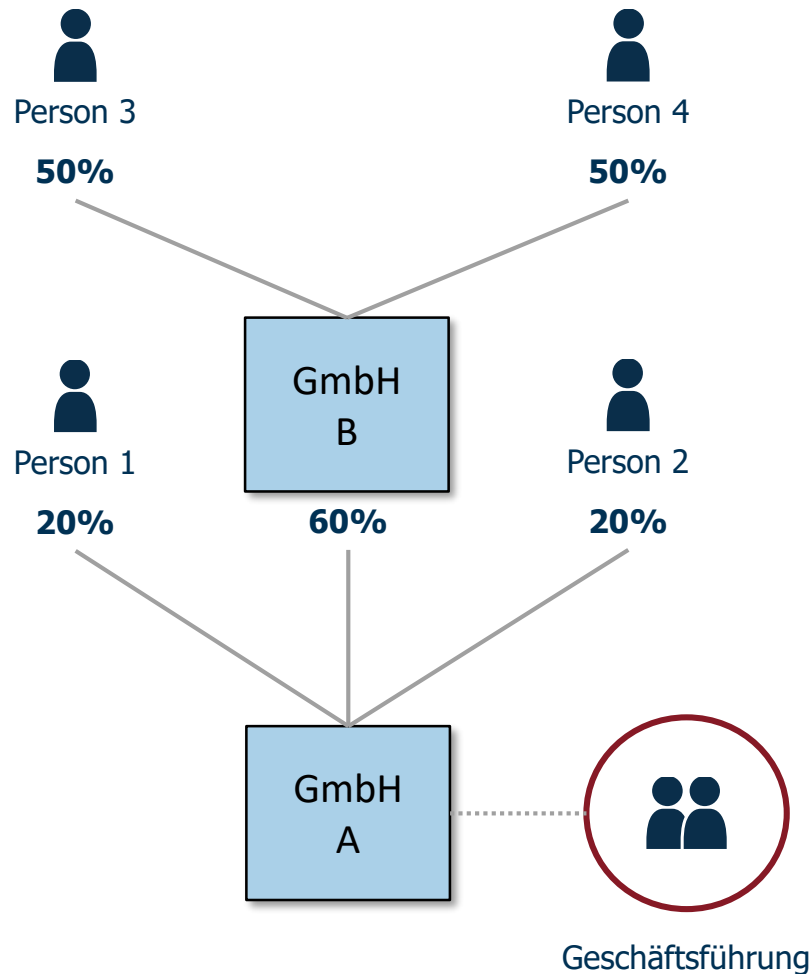 Person 3
Person 4
50%
50%
GmbH
B
Person 1
Person 2
20%
60%
20%
GmbH
A
Geschäftsführung